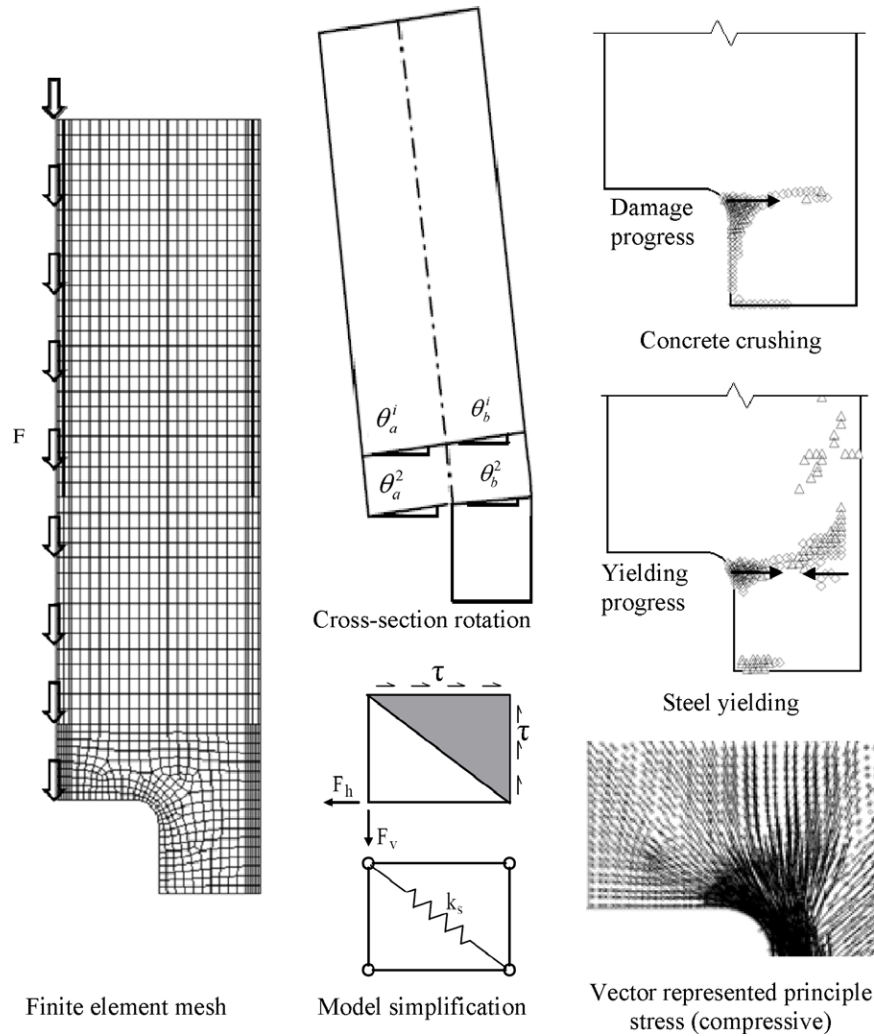 F
Finite element mesh
θ_a^i
θ_b^i
θ_a^2
θ_b^2
Cross-section rotation
τ
τ
F_h
F_v
k_s
Model simplification
Damage
progress
Concrete crushing
Yielding
progress
Steel yielding
Vector represented principle
stress (compressive)